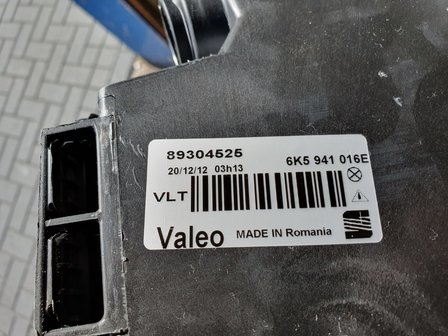 89304525 6K5 941 016E
20/12/12 03h13
VLT
Valeo MADE IN Romania